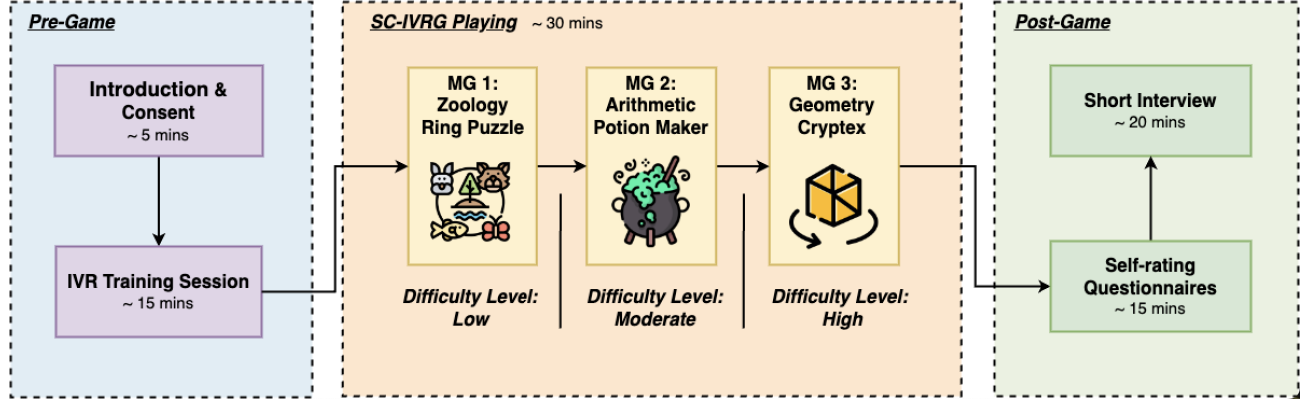 Pre-Game
Introduction &
Consent
~ 5 mins
IVR Training Session
~ 15 mins
SC-IVRG Playing ~ 30 mins
MG 1:
Zoology
Ring Puzzle
Difficulty Level:
Low
MG 2:
Arithmetic
Potion Maker
Difficulty Level:
Moderate
MG 3:
Geometry
Cryptex
Difficulty Level:
High
Post-Game
Short Interview
~ 20 mins
Self-rating
Questionnaires
~ 15 mins